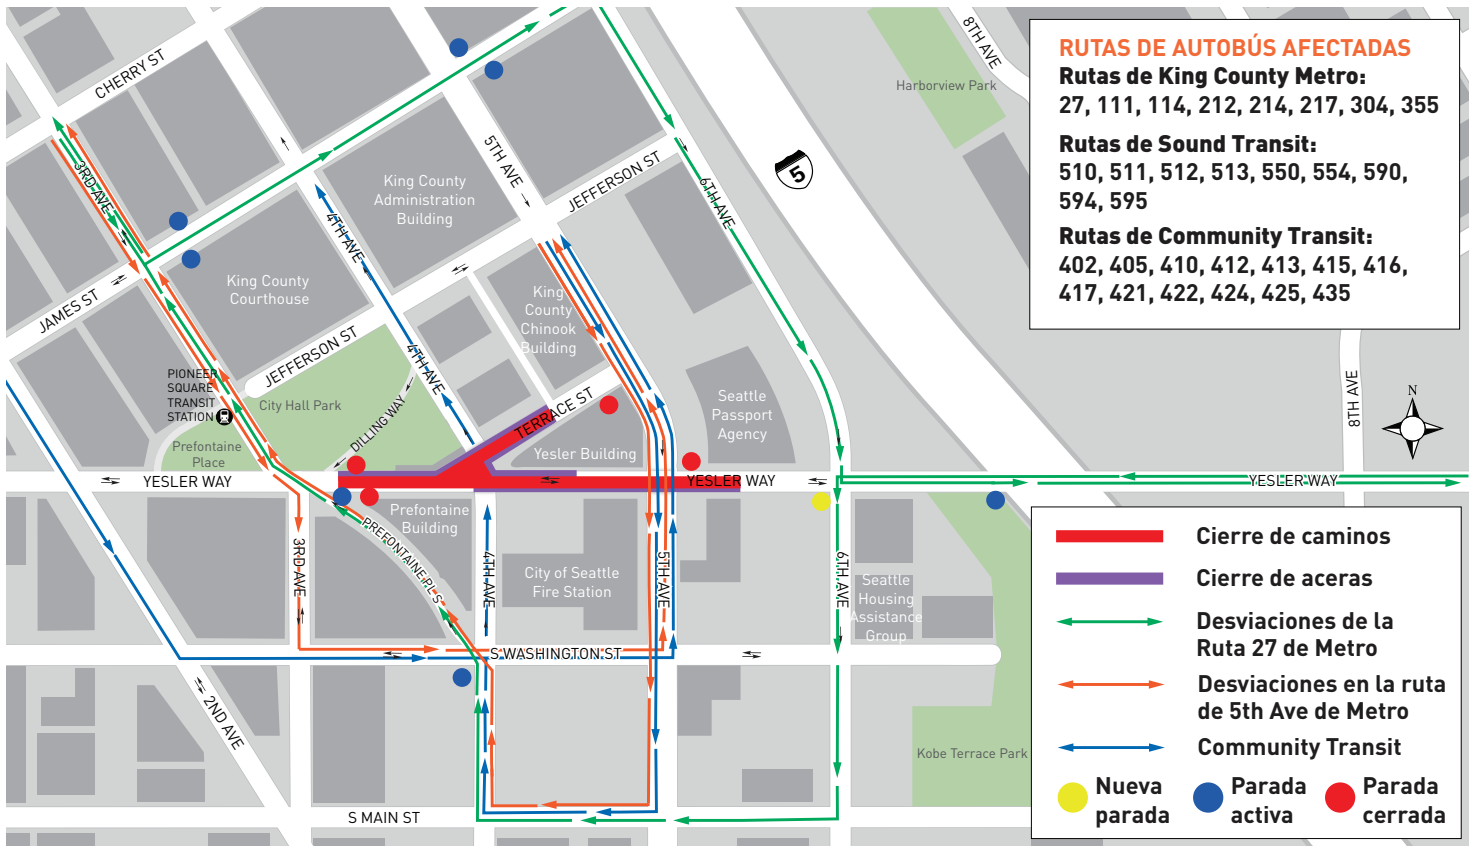 RUTAS DE AUTOBÚS AFECTADAS
Rutas de King County Metro:
27, 111, 114, 212, 214, 217, 304, 355
Rutas de Sound Transit:
510, 511, 512, 513, 550, 554, 590,
594, 595
Rutas de Community Transit:
402, 405, 410, 412, 413, 415, 416,
417, 421, 422, 424, 425, 435
CHERRY ST
8TH AVE
Harborview Park
5
5TH AVE
JEFFERSON ST
6TH AVE
3RD AVE
King County
Administration
Building
4TH AVE
King County
Courthouse
JAMES ST
JEFFERSON ST
King
County
Chinook
Building
4TH AVE
PIONEER
SQUARE
TRANSIT
STATION
City Hall Park
DILLING WAY
TERRACE ST
Seattle
Passport
Agency
8TH AVE
N
Prefontaine
Place
Yesler Building
YESLER WAY
YESLER WAY
YESLER WAY
Prefontaine
Building
PREFONTAINE PL S
3RD AVE
4TH AVE
City of Seattle
Fire Station
5TH AVE
6TH AVE
Seattle
Housing
Assistance
Group
S WASHINGTON ST
2ND AVE
Kobe Terrace Park
S MAIN ST
Cierre de caminos
Cierre de aceras
Desviaciones de la
Ruta 27 de Metro
Desviaciones en la ruta
de 5th Ave de Metro
Community Transit
Nueva
parada
Parada
activa
Parada
cerrada